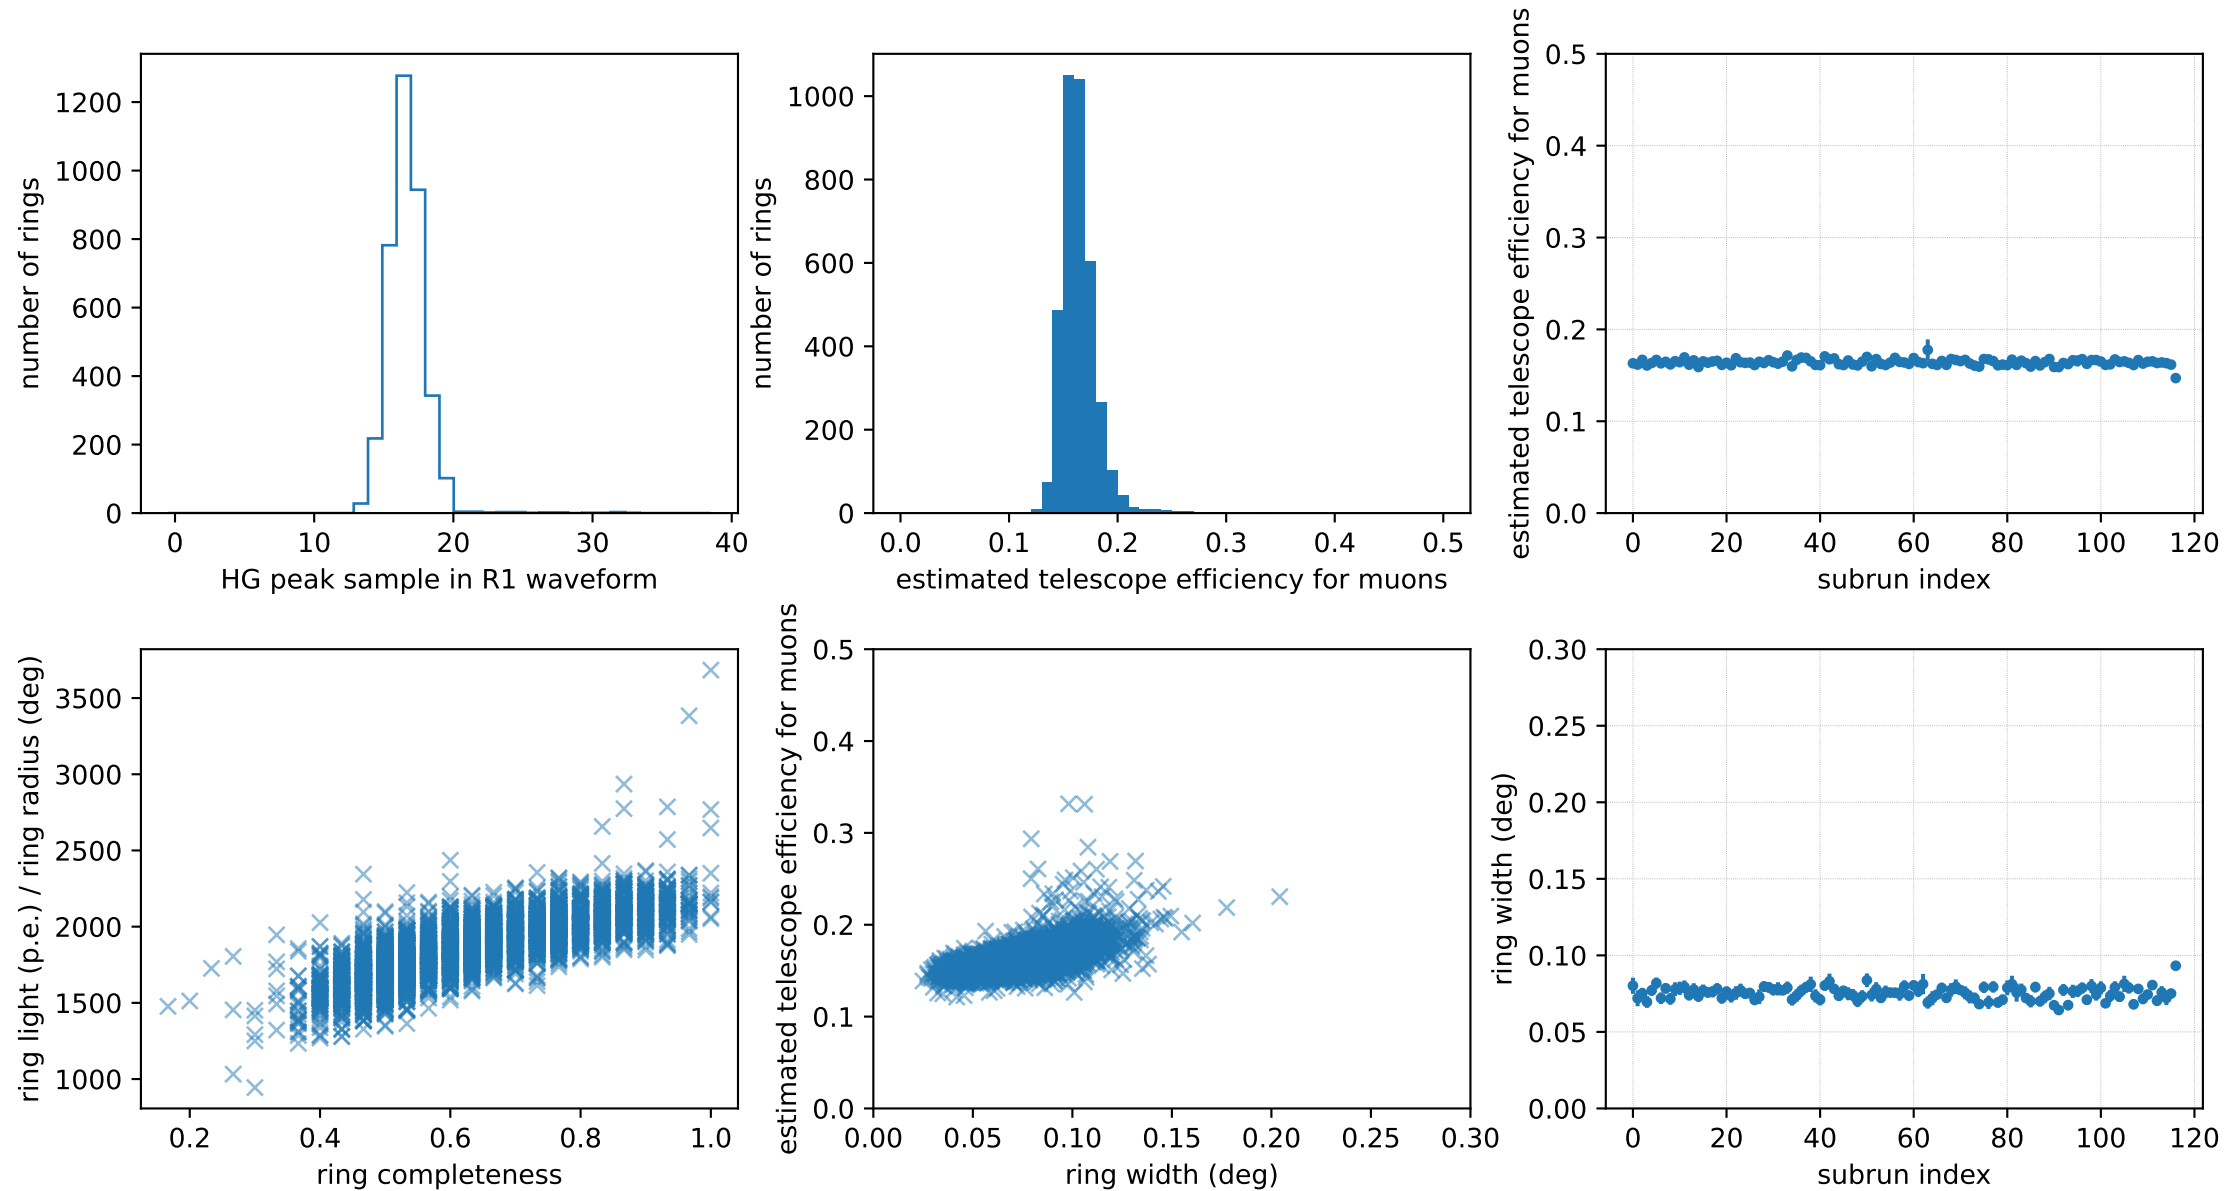 number of rings
1200
1000
800
600
400
200
0
0 10 20 30 40
HG peak sample in R1 waveform
number of rings
1000
800
600
400
200
0
0.0 0.1 0.2 0.3 0.4 0.5
estimated telescope efficiency for muons
estimated telescope efficiency for muons
0.5
0.4
0.3
0.2
0.1
0.0
0 20 40 60 80 100 120
subrun index
ring light (p.e.) / ring radius (deg)
3500
3000
2500
2000
1500
1000
0.2 0.4 0.6 0.8 1.0
ring completeness
estimated telescope efficiency for muons
0.5
0.4
0.3
0.2
0.1
0.0
0.00 0.05 0.10 0.15 0.20 0.25 0.30
ring width (deg)
ring width (deg)
0.30
0.25
0.20
0.15
0.10
0.05
0.00
0 20 40 60 80 100 120
subrun index